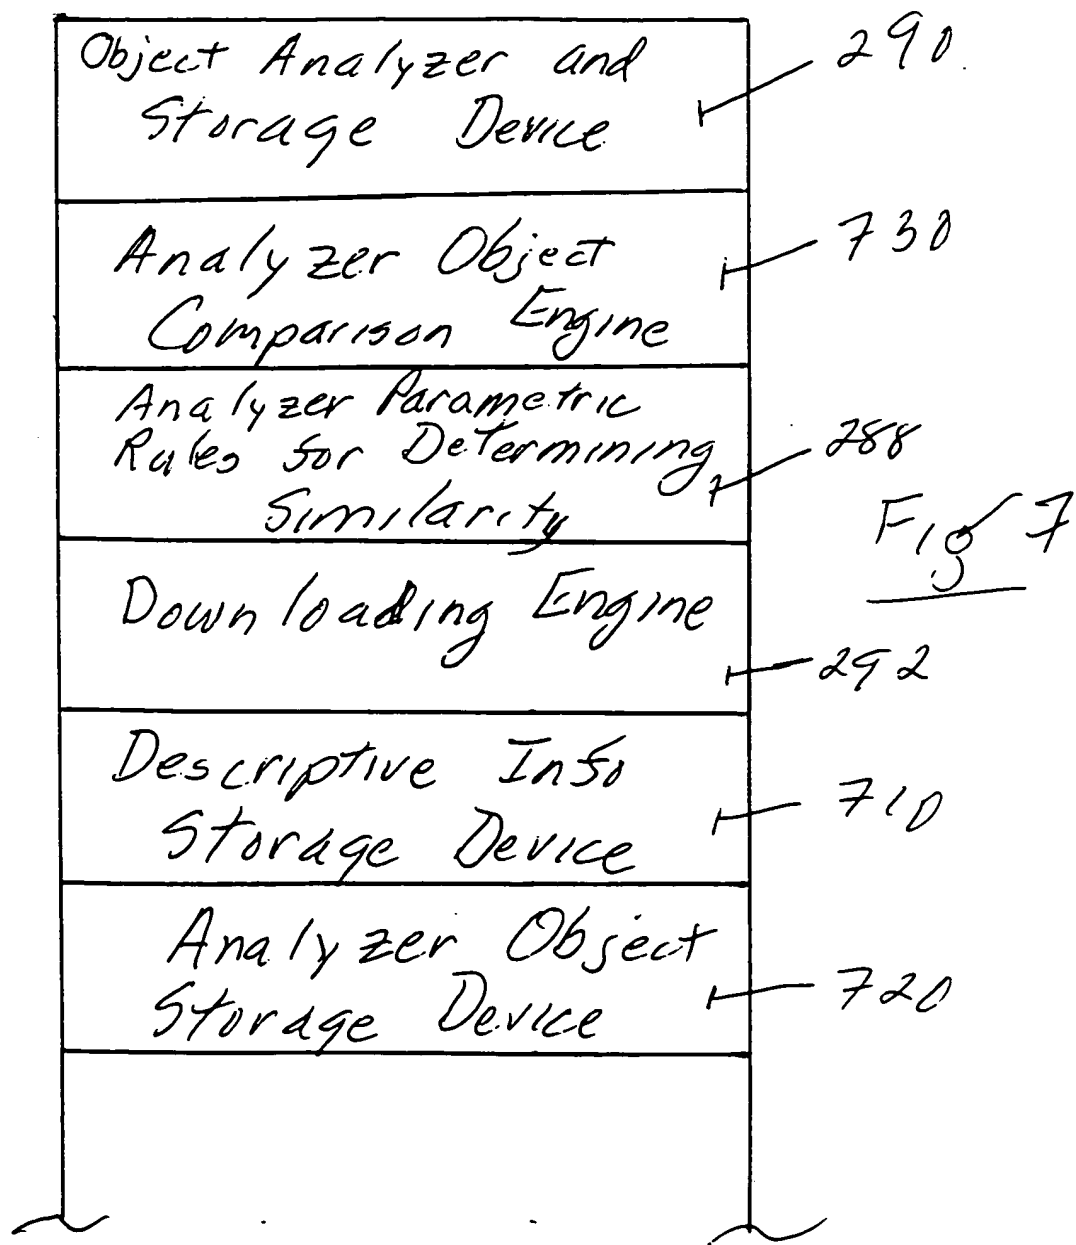 Object Analyzer and
Storage Device
290
Analyzer Object
Comparison Engine
730
Analyzer Parametric
Rules for Determining
Similarity
288
Fig 7
Downloading Engine
292
Descriptive Info
Storage Device
710
Analyzer Object
Storage Device
720